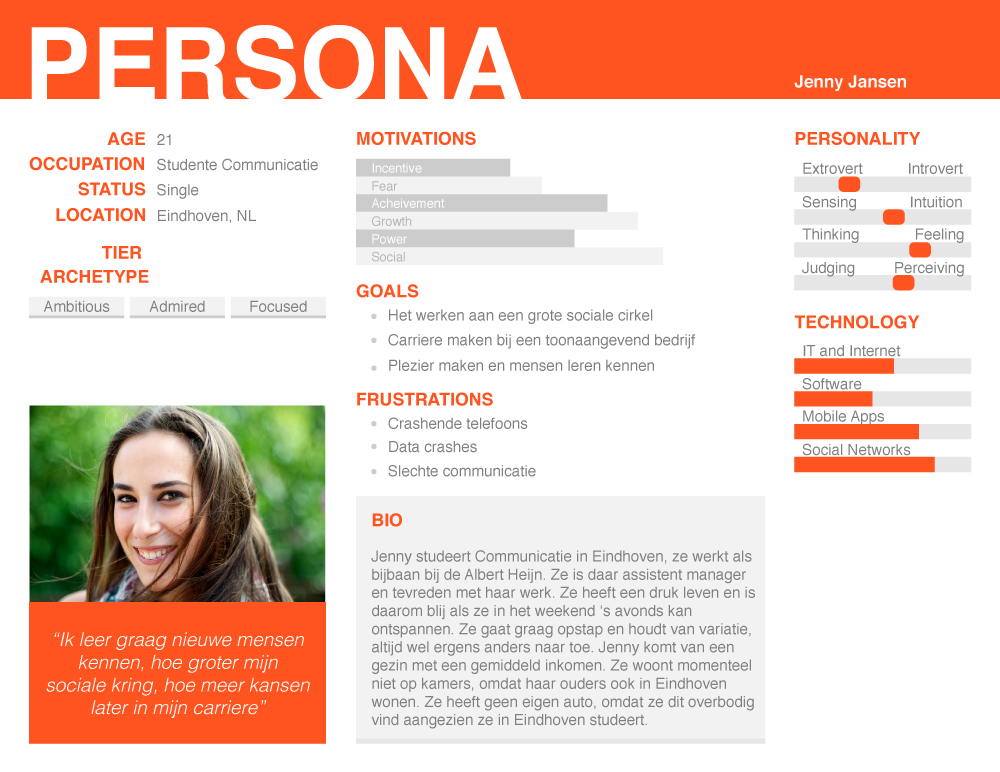 PERSONA
Jenny Jansen
AGE 21
OCCUPATION Studente Communicatie
STATUS Single
LOCATION Eindhoven, NL
TIER
ARCHETYPE
Ambitious Admired Focused
“Ik leer graag nieuwe mensen
kennen, hoe groter mijn
sociale kring, hoe meer kansen
later in mijn carriere”
MOTIVATIONS
Incentive
Fear
Acheivement
Growth
Power
Social
GOALS
Het werken aan een grote sociale cirkel
Carriere maken bij een toonaangevend bedrijf
Plezier maken en mensen leren kennen
FRUSTRATIONS
Crashende telefoons
Data crashes
Slechte communicatie
BIO
Jenny studeert Communicatie in Eindhoven, ze werkt als
bijbaan bij de Albert Heijn. Ze is daar assistent manager
en tevreden met haar werk. Ze heeft een druk leven en is
daarom blij als ze in het weekend ‘s avonds kan
ontspannen. Ze gaat graag opstap en houdt van variatie,
altijd wel ergens anders naar toe. Jenny komt van een
gezin met een gemiddeld inkomen. Ze woont momenteel
niet op kamers, omdat haar ouders ook in Eindhoven
wonen. Ze heeft geen eigen auto, omdat ze dit overbodig
vind aangezien ze in Eindhoven studeert.
PERSONALITY
Extrovert Introvert
Sensing Intuition
Thinking Feeling
Judging Perceiving
TECHNOLOGY
IT and Internet
Software
Mobile Apps
Social Networks